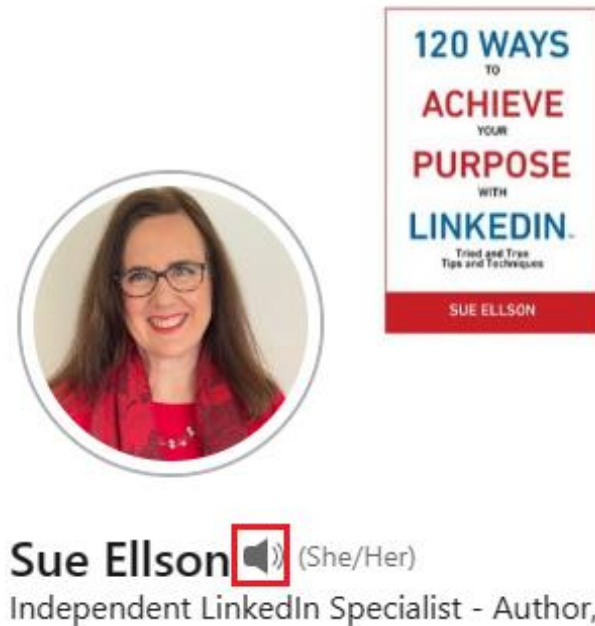 120 WAYS
TO
ACHIEVE
YOUR
PURPOSE
WITH
LINKEDIN™
Tried and True
Tips and Techniques
SUE ELLSON
Sue Ellson (She/Her)
Independent LinkedIn Specialist - Author,